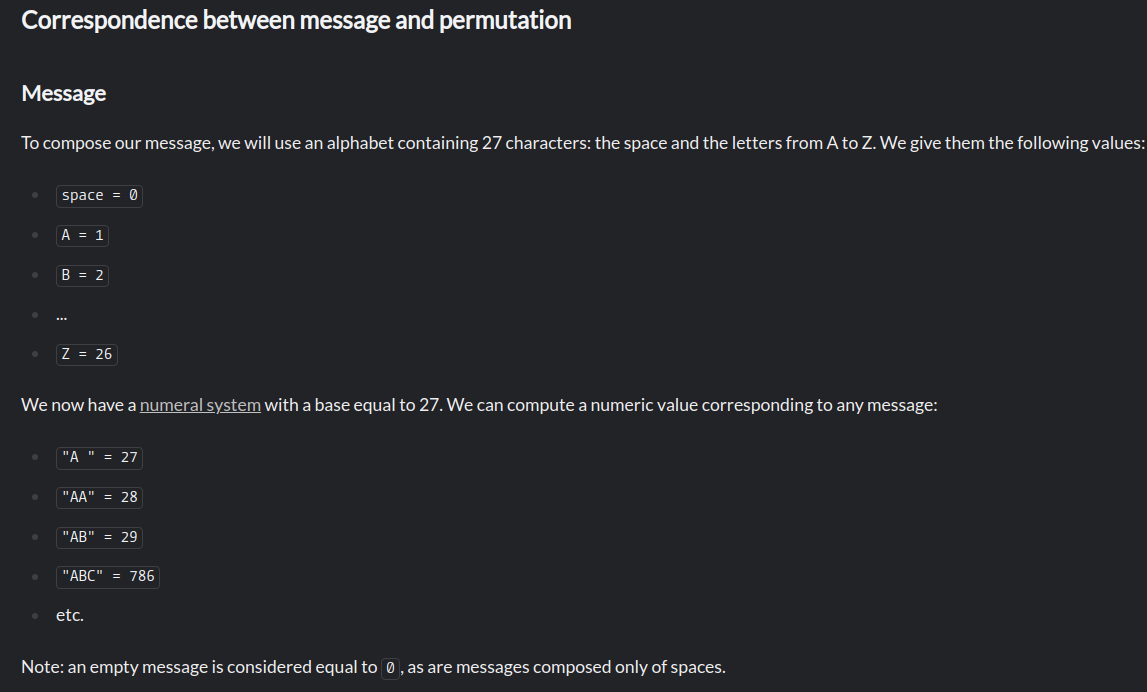 Correspondence between message and permutation
Message
To compose our message, we will use an alphabet containing 27 characters: the space and the letters from A to Z. We give them the following values:
space = 0
A = 1
B = 2
...
Z = 26
We now have a numeral system with a base equal to 27. We can compute a numeric value corresponding to any message:
"A " = 27
"AA" = 28
"AB" = 29
"ABC" = 786
etc.
Note: an empty message is considered equal to 0, as are messages composed only of spaces.